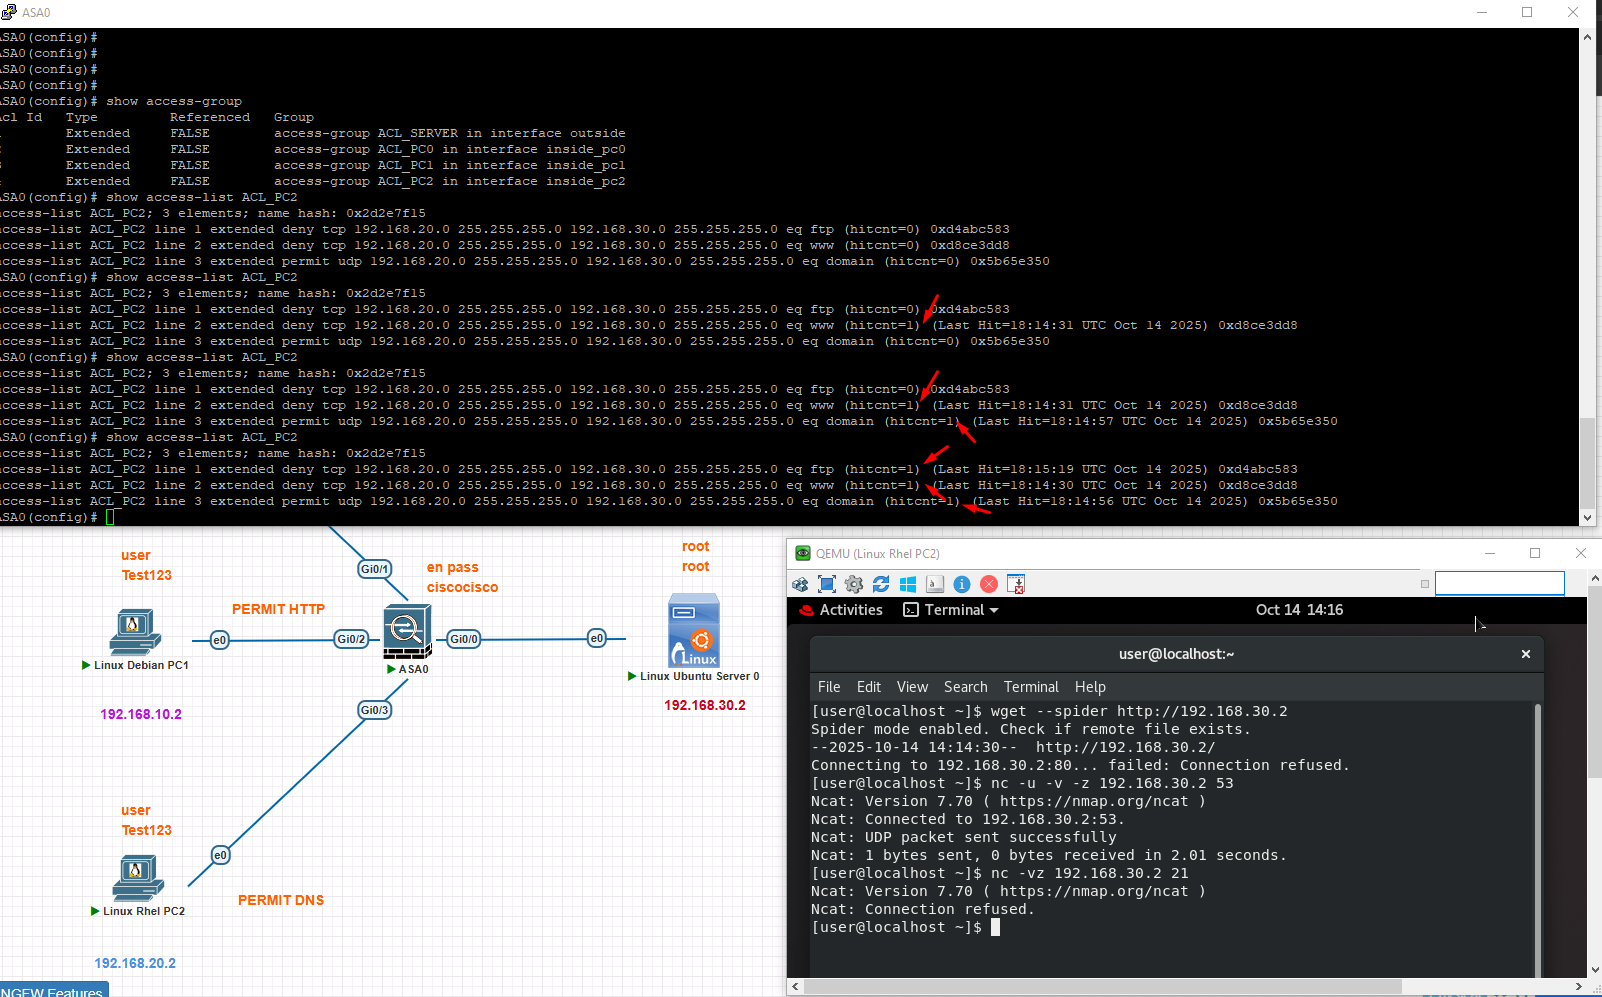 ASA0
SA0(config)#
SA0(config)#
SA0(config)#
SA0(config)#
SA0(config)# show access-group
cl Id   Type         Referenced   Group
Extended     FALSE        access-group ACL_SERVER in interface outside
Extended     FALSE        access-group ACL_PC0 in interface inside_pc0
Extended     FALSE        access-group ACL_PC1 in interface inside_pc1
Extended     FALSE        access-group ACL_PC2 in interface inside_pc2
SA0(config)# show access-list ACL_PC2
ccess-list ACL_PC2; 3 elements; name hash: 0x2d2e7f15
ccess-list ACL_PC2 line 1 extended deny tcp 192.168.20.0 255.255.255.0 192.168.30.0 255.255.255.0 eq ftp (hitcnt=0) 0xd4abc583
ccess-list ACL_PC2 line 2 extended deny tcp 192.168.20.0 255.255.255.0 192.168.30.0 255.255.255.0 eq www (hitcnt=0) 0xd8ce3dd8
ccess-list ACL_PC2 line 3 extended permit udp 192.168.20.0 255.255.255.0 192.168.30.0 255.255.255.0 eq domain (hitcnt=0) 0x5b65e350
SA0(config)# show access-list ACL_PC2
ccess-list ACL_PC2; 3 elements; name hash: 0x2d2e7f15
ccess-list ACL_PC2 line 1 extended deny tcp 192.168.20.0 255.255.255.0 192.168.30.0 255.255.255.0 eq ftp (hitcnt=0) 0xd4abc583
ccess-list ACL_PC2 line 2 extended deny tcp 192.168.20.0 255.255.255.0 192.168.30.0 255.255.255.0 eq www (hitcnt=1) (Last Hit=18:14:31 UTC Oct 14 2025) 0xd8ce3dd8
ccess-list ACL_PC2 line 3 extended permit udp 192.168.20.0 255.255.255.0 192.168.30.0 255.255.255.0 eq domain (hitcnt=0) 0x5b65e350
SA0(config)# show access-list ACL_PC2
ccess-list ACL_PC2; 3 elements; name hash: 0x2d2e7f15
ccess-list ACL_PC2 line 1 extended deny tcp 192.168.20.0 255.255.255.0 192.168.30.0 255.255.255.0 eq ftp (hitcnt=0) 0xd4abc583
ccess-list ACL_PC2 line 2 extended deny tcp 192.168.20.0 255.255.255.0 192.168.30.0 255.255.255.0 eq www (hitcnt=1) (Last Hit=18:14:31 UTC Oct 14 2025) 0xd8ce3dd8
ccess-list ACL_PC2 line 3 extended permit udp 192.168.20.0 255.255.255.0 192.168.30.0 255.255.255.0 eq domain (hitcnt=1) (Last Hit=18:14:57 UTC Oct 14 2025) 0x5b65e350
SA0(config)# show access-list ACL_PC2
ccess-list ACL_PC2; 3 elements; name hash: 0x2d2e7f15
ccess-list ACL_PC2 line 1 extended deny tcp 192.168.20.0 255.255.255.0 192.168.30.0 255.255.255.0 eq ftp (hitcnt=1) (Last Hit=18:15:19 UTC Oct 14 2025) 0xd4abc583
ccess-list ACL_PC2 line 2 extended deny tcp 192.168.20.0 255.255.255.0 192.168.30.0 255.255.255.0 eq www (hitcnt=1) (Last Hit=18:14:30 UTC Oct 14 2025) 0xd8ce3dd8
ccess-list ACL_PC2 line 3 extended permit udp 192.168.20.0 255.255.255.0 192.168.30.0 255.255.255.0 eq domain (hitcnt=1) (Last Hit=18:14:56 UTC Oct 14 2025) 0x5b65e350
SA0(config)#
user
Test123
Gi0/1
en pass
ciscocisco
root
root
PERMIT HTTP
e0
Gi0/2
Gi0/0
e0
Linux
Linux Debian PC1
ASA0
Linux Ubuntu Server 0
192.168.10.2
Gi0/3
192.168.30.2
user
Test123
e0
PERMIT DNS
Linux Rhel PC2
192.168.20.2
NGFW Features
QEMU (Linux Rhel PC2)
Activities Terminal Oct 14 14:16
user@localhost:~
File Edit View Search Terminal Help
[user@localhost ~]$ wget --spider http://192.168.30.2
Spider mode enabled. Check if remote file exists.
--2025-10-14 14:14:30--  http://192.168.30.2/
Connecting to 192.168.30.2:80... failed: Connection refused.
[user@localhost ~]$ nc -u -v -z 192.168.30.2 53
Ncat: Version 7.70 ( https://nmap.org/ncat )
Ncat: Connected to 192.168.30.2:53.
Ncat: UDP packet sent successfully
Ncat: 1 bytes sent, 0 bytes received in 2.01 seconds.
[user@localhost ~]$ nc -vz 192.168.30.2 21
Ncat: Version 7.70 ( https://nmap.org/ncat )
Ncat: Connection refused.
[user@localhost ~]$